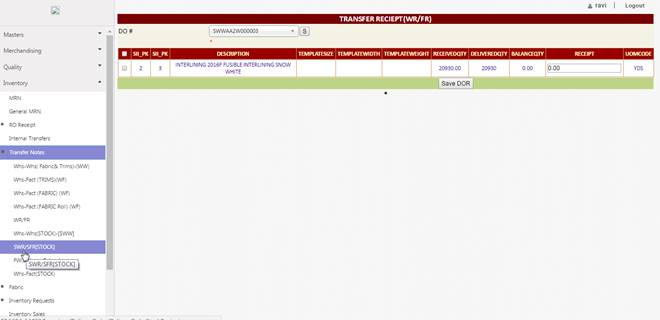 ravi | Logout
Masters
Merchandising
Quality
Inventory
MRN
General MRN
RO Receipt
Internal Transfers
Transfer Notes
Whs-Whs( Fabric& Trims)-(WW)
Whs-Fact (TRIMS)(WF)
Whs-Fact (FABRIC) (WF)
Whs-Fact (FABRIC Roll) (WF)
WR/FR
Whs-Whs(STOCK)-[SWW]
SWR/SFR[STOCK]
SWR/SFR[STOCK]
Whs-Fact(STOCK)
Fabric
Inventory Requests
Inventory Sales
TRANSFER RECIEPT(WR/FR)
DO # SWWAA2W000003 S
*
SII_PK SII_PK DESCRIPTION TEMPLATESIZE TEMPLATEWIDTH TEMPLATEWEIGHT RECEIVEDQTY DELIVEREDQTY BALANCEQTY RECEIPT UOMCODE
2 3 INTERLINING 2016F FUSIBLE INTERLINING SNOW 20930.00 20930 0.00 0.00 YDS
WHITE
Save DOR